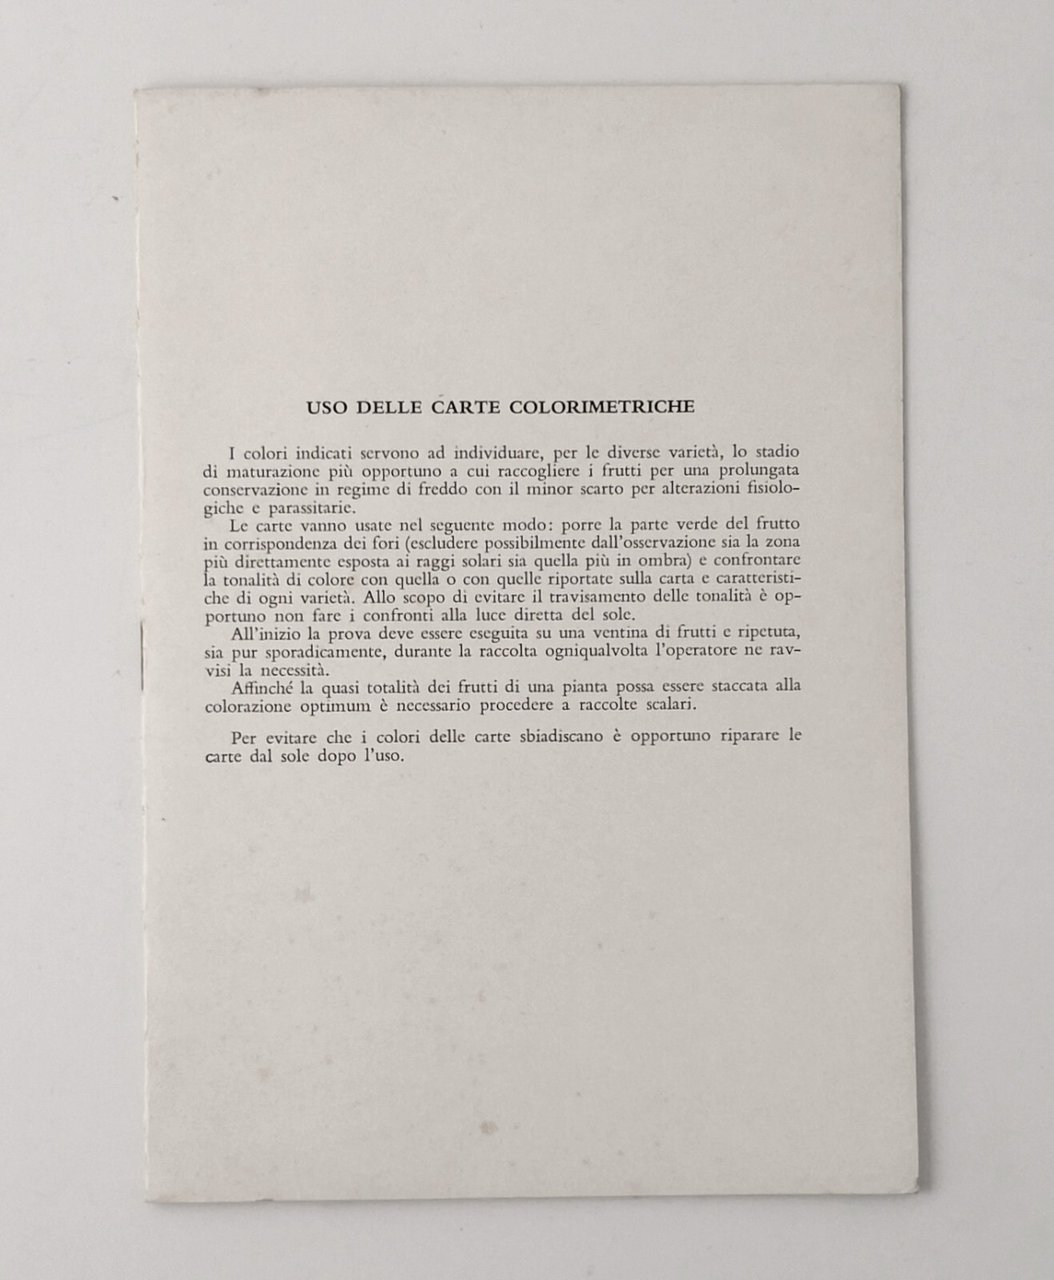 USO DELLE CARTE COLORIMETRICHE
I colori indicati servono ad individuare, per le diverse varietà, lo stadio
di maturazione più opportuno a cui raccogliere i frutti per una prolungata
conservazione in regime di freddo con il minor scarto per alterazioni fisiolo-
giche e parassitarie.
Le carte vanno usate nel seguente modo: porre la parte verde del frutto
in corrispondenza dei fori (escludere possibilmente dall'osservazione sia la zona
più direttamente esposta ai raggi solari sia quella più in ombra) e confrontare
la tonalità di colore con quella o con quelle riportate sulla carta e caratteristi-
che di ogni varietà. Allo scopo di evitare il travisamento delle tonalità è op-
portuno non fare i confronti alla luce diretta del sole.
All'inizio la prova deve essere eseguita su una ventina di frutti e ripetuta,
sia pur sporadicamente, durante la raccolta ogniqualvolta l'operatore ne rav-
visi la necessità.
Affinché la quasi totalità dei frutti di una pianta possa essere staccata alla
colorazione optimum è necessario procedere a raccolte scalari.
Per evitare che i colori delle carte sbiadiscano è opportuno riparare le
carte dal sole dopo l'uso.